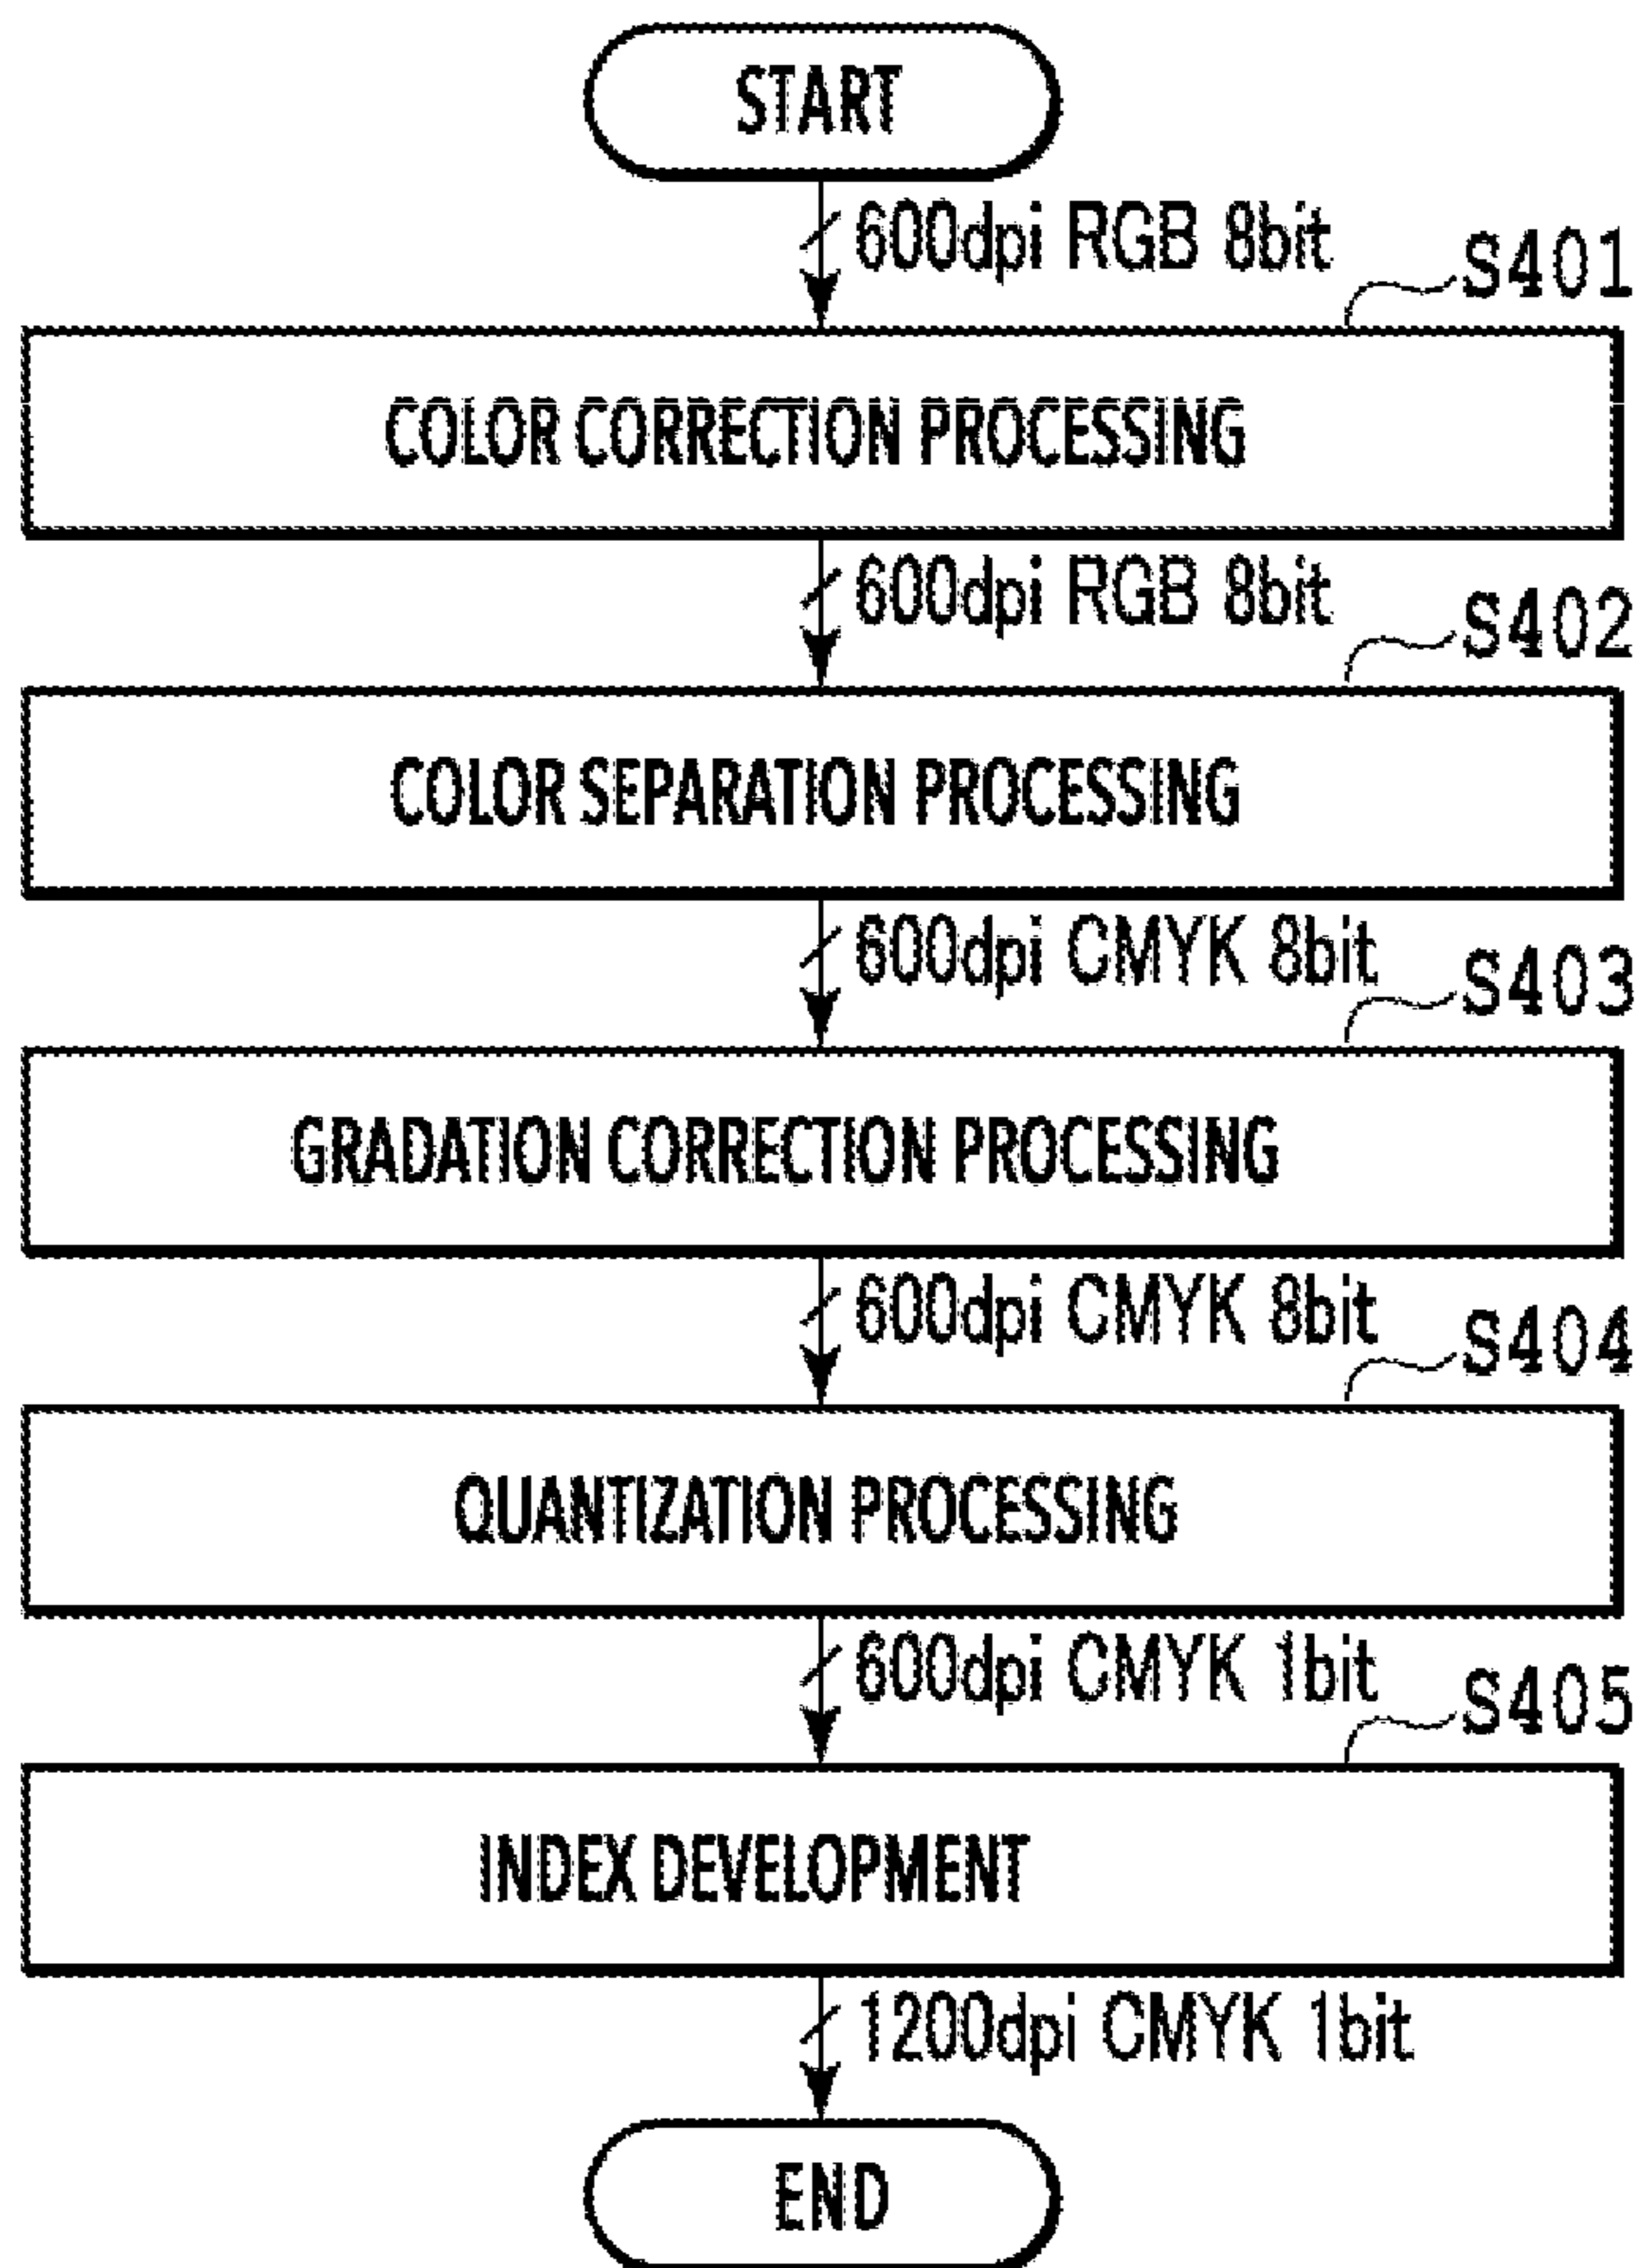 START
600dpi RGB 8bit
S401
COLOR CORRECTION PROCESSING
600dpi RGB 8bit
S402
COLOR SEPARATION PROCESSING
600dpi CMYK 8bit
S403
GRADATION CORRECTION PROCESSING
600dpi CMYK 8bit
S404
QUANTIZATION PROCESSING
600dpi CMYK 1bit
S405
INDEX DEVELOPMENT
1200dpi CMYK 1bit
END